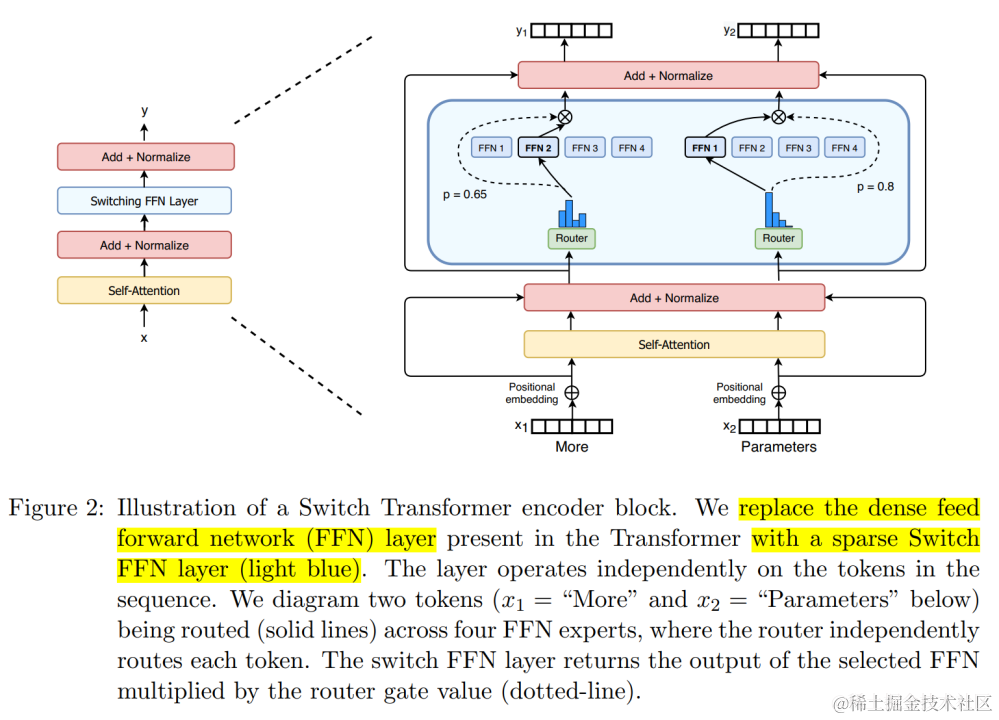 y
Add + Normalize
Switching FFN Layer
Add + Normalize
Self-Attention
x
y1 y2
Add + Normalize
FFN 1 FFN 2 FFN 3 FFN 4 FFN 1 FFN 2 FFN 3 FFN 4
p = 0.65 p = 0.8
Router Router
Add + Normalize
Self-Attention
Positional embedding Positional embedding
x1 x2
More Parameters
Figure 2: Illustration of a Switch Transformer encoder block. We replace the dense feed
forward network (FFN) layer present in the Transformer with a sparse Switch
FFN layer (light blue). The layer operates independently on the tokens in the
sequence. We diagram two tokens (x1 = “More” and x2 = “Parameters” below)
being routed (solid lines) across four FFN experts, where the router independently
routes each token. The switch FFN layer returns the output of the selected FFN
multiplied by the router gate value (dotted-line).
@稀土掘金技术社区